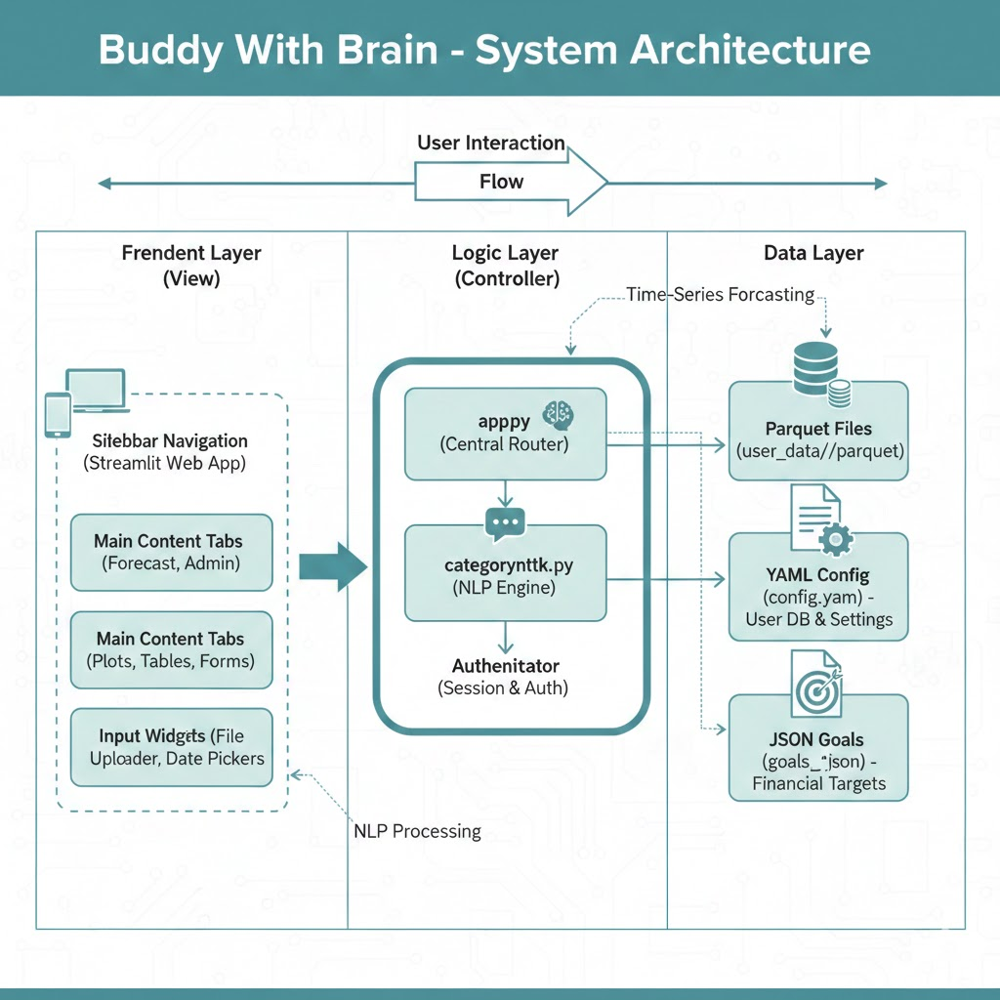 Buddy With Brain - System Architecture
User Interaction
Flow
Frendent Layer
(View)
Sitebbar Navigation
(Streamlit Web App)
Main Content Tabs
(Forecast, Admin)
Main Content Tabs
(Plots, Tables, Forms)
Input Widgets (File
Uploader, Date Pickers
NLP Processing
Logic Layer
(Controller)
apppy
(Central Router)
categorynttk.py
(NLP Engine)
Authenitator
(Session & Auth)
Data Layer
Time-Series Forcasting
Parquet Files
(user_data//parquet)
YAML Config
(config.yam) -
User DB & Settings
JSON Goals
(goals_*json) -
Financial Targets